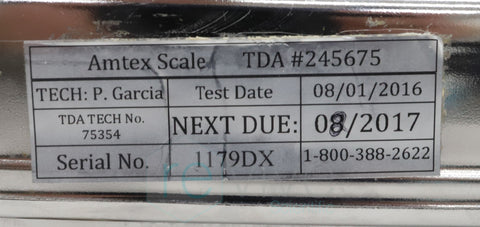 Amtex Scale TDA #245675
TECH: P. Garcia Test Date 08/01/2016
TDA TECH No. 75354 NEXT DUE: 08/2017
Serial No. 1179DX 1-800-388-2622